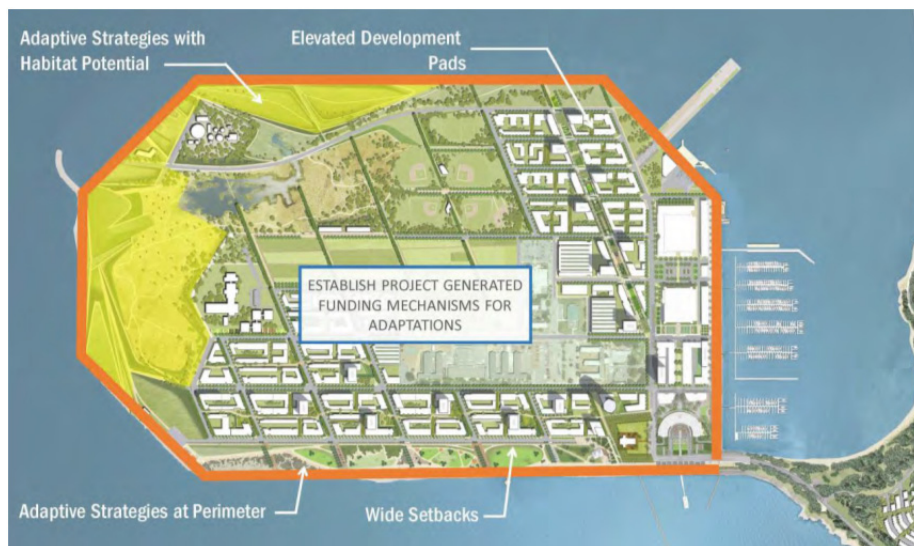 Adaptive Strategies with
Habitat Potential
Elevated Development
Pads
ESTABLISH PROJECT GENERATED
FUNDING MECHANISMS FOR
ADAPTATIONS
Adaptive Strategies at Perimeter
Wide Setbacks